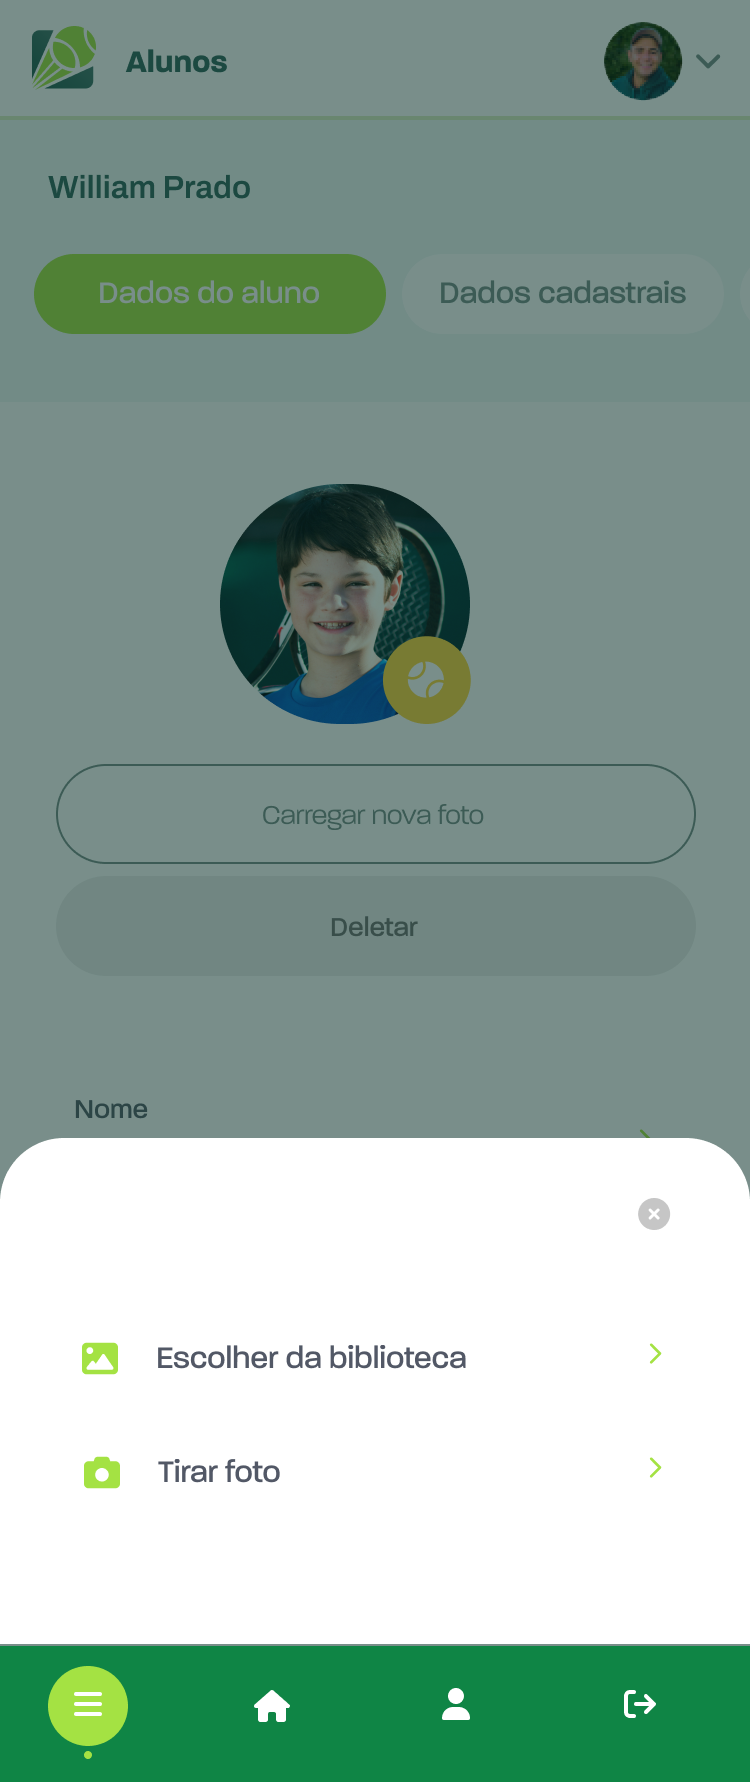 Alunos
William Prado
Dados do aluno
Dados cadastrais
Carregar nova foto
Deletar
Nome
Escolher da biblioteca
Tirar foto